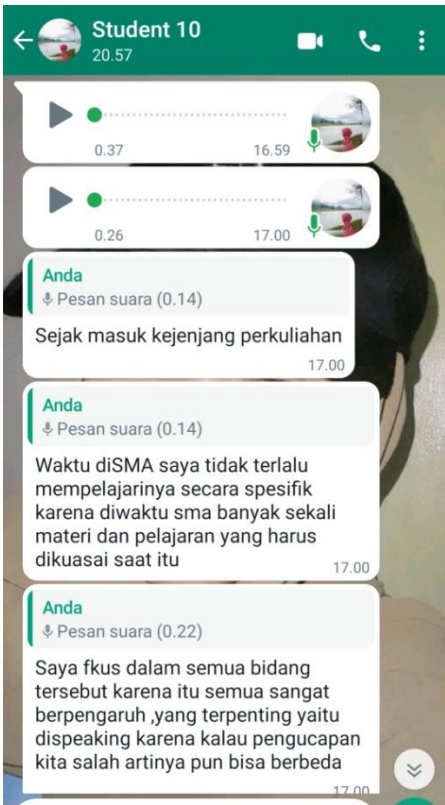 Student 10
20.57
0.37 16.59
0.26 17.00
Anda
Pesan suara (0.14)
Sejak masuk kejenjang perkuliahan
17.00
Anda
Pesan suara (0.14)
Waktu diSMA saya tidak terlalu
mempelajarinya secara spesifik
karena diwaktu sma banyak sekali
materi dan pelajaran yang harus
dikuasai saat itu
17.00
Anda
Pesan suara (0.22)
Saya fkus dalam semua bidang
tersebut karena itu semua sangat
berpengaruh ,yang terpenting yaitu
dispeaking karena kalau pengucapan
kita salah artinya pun bisa berbeda
17.00